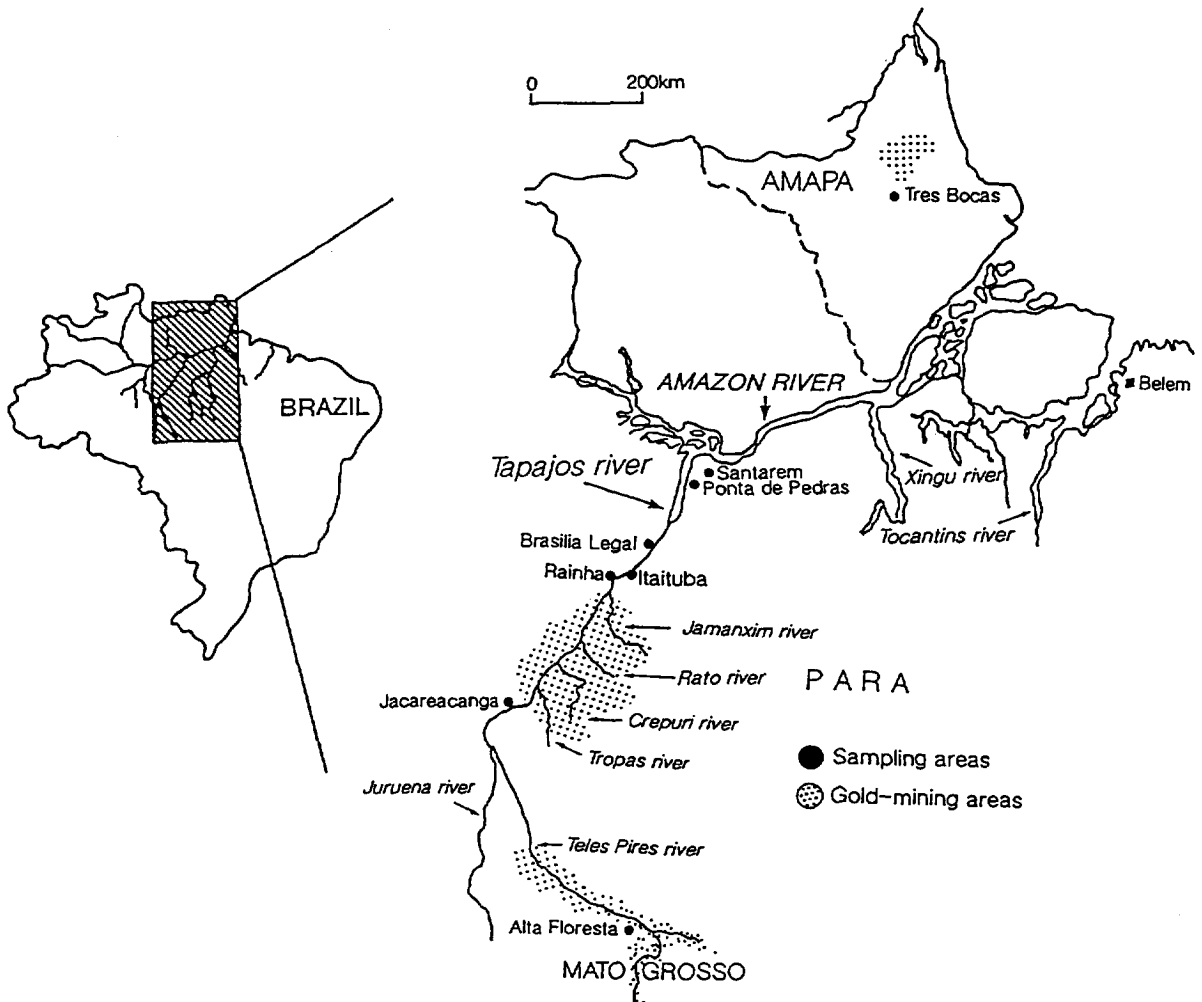 0 200km
AMAPA
Tres Bocas
BRAZIL
AMAZON RIVER
Belem
Tapajos river
Santarem
Ponta de Pedras
Xingu river
Tocantins river
Brasilia Legal
Rainha
Itaituba
Jamanxim river
Rato river
PARA
Jacareacanga
Crepuri river
Tropas river
Sampling areas
Juruena river
Gold-mining areas
Teles Pires river
Alta Floresta
MATO GROSSO